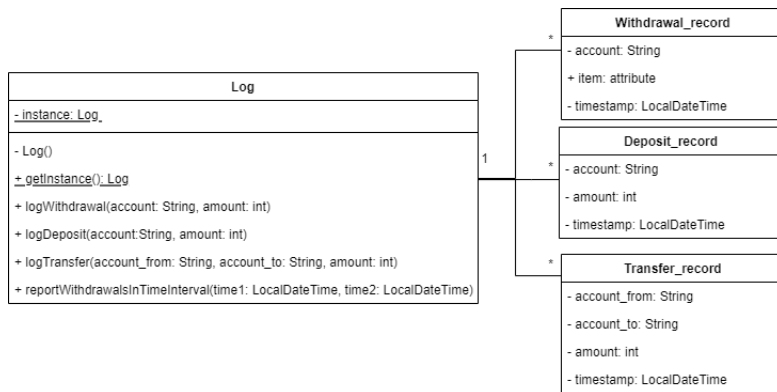 Log
- instance: Log
- Log()
+ getInstance(): Log
+ logWithdrawal(account: String, amount: int)
+ logDeposit(account:String, amount: int)
+ logTransfer(account_from: String, account_to: String, amount: int)
+ reportWithdrawalsInTimeInterval(time1: LocalDateTime, time2: LocalDateTime)
1
*
Withdrawal_record
- account: String
+ item: attribute
- timestamp: LocalDateTime
*
Deposit_record
- account: String
- amount: int
- timestamp: LocalDateTime
*
Transfer_record
- account_from: String
- account_to: String
- amount: int
- timestamp: LocalDateTime